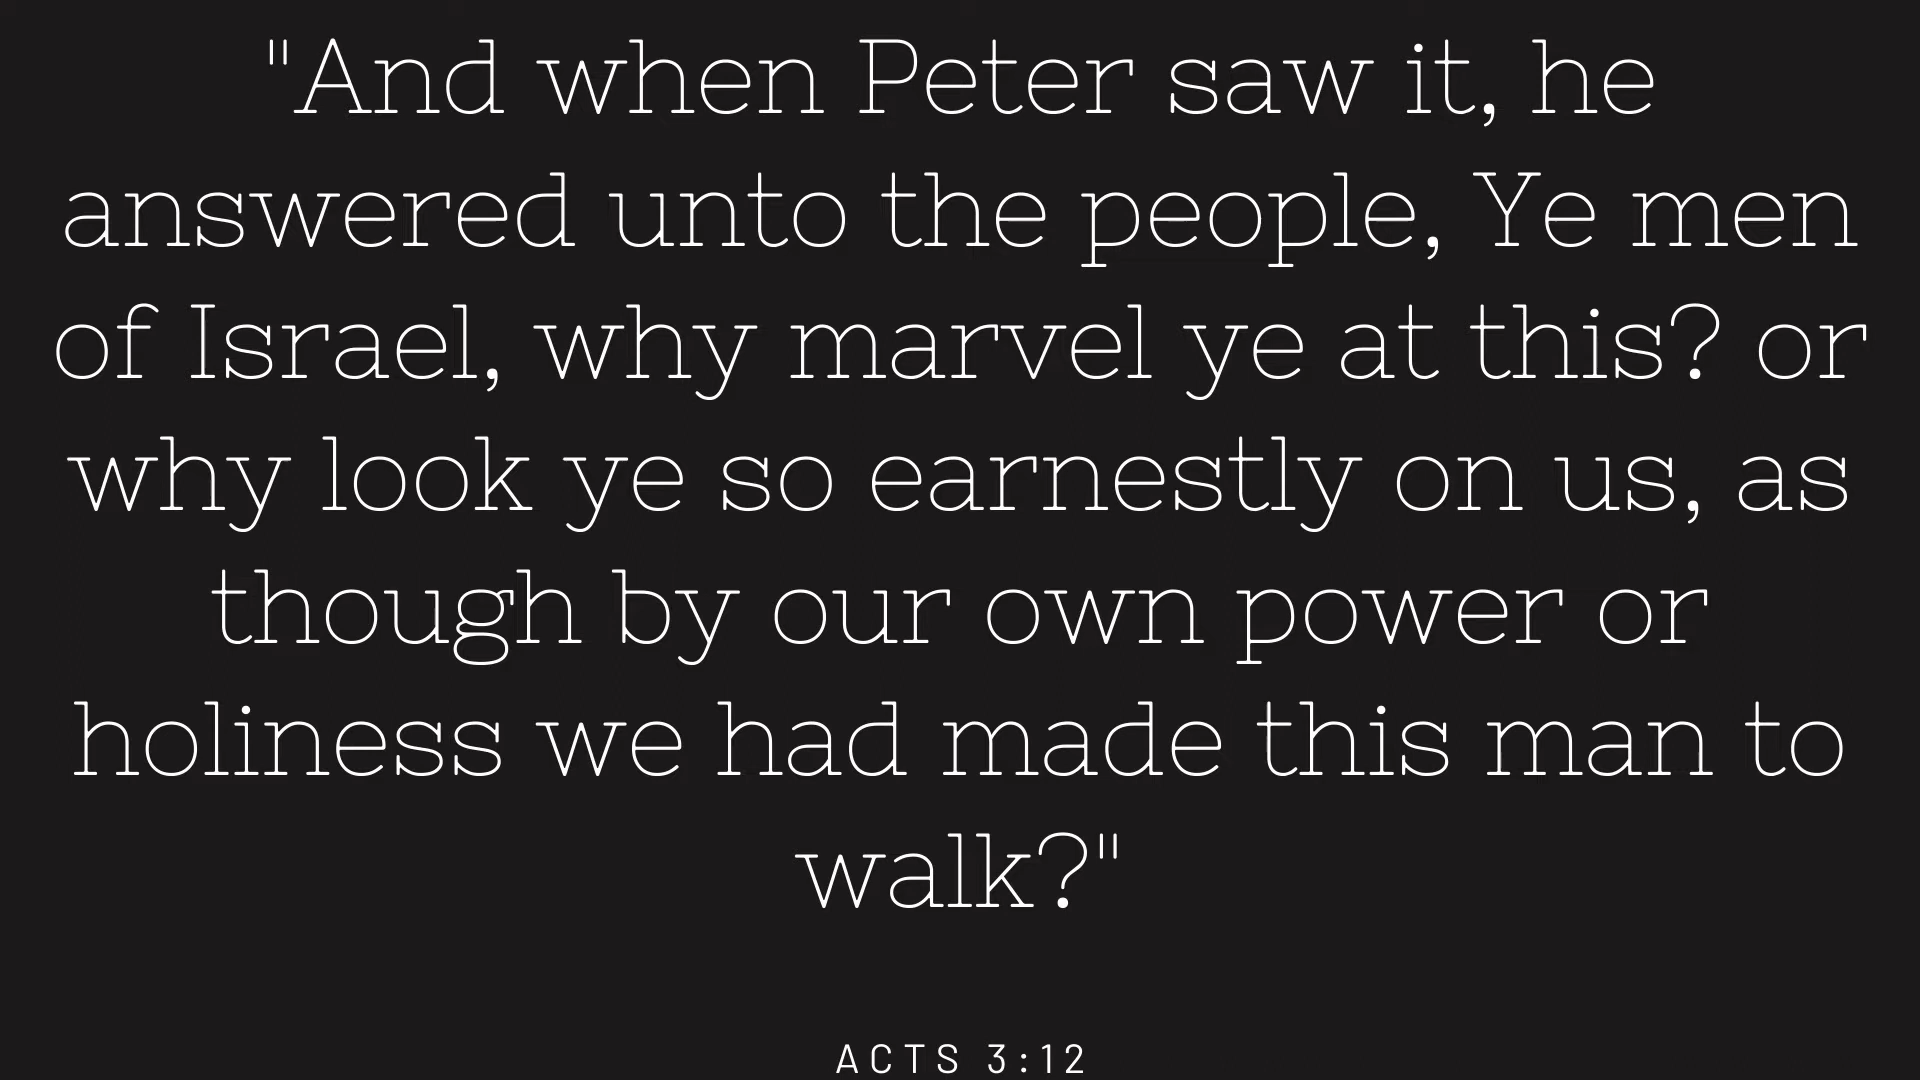 "And when Peter saw it, he
answered unto the people, Ye men
of Israel, why marvel ye at this? or
why look ye so earnestly on us, as
though by our own power or
holiness we had made this man to
walk?"
ACTS 3:12